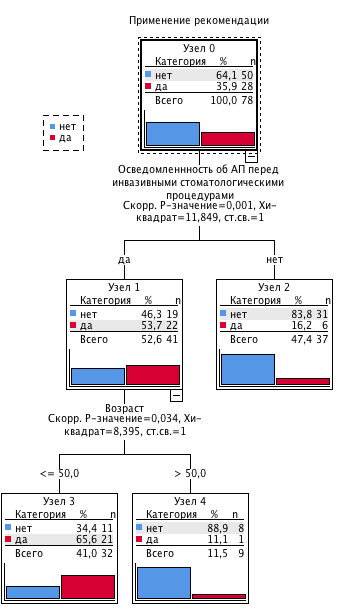 Применение рекомендации
Узел 0
Категория % n
нет 64,1 50
да 35,9 28
Всего 100,0 78
нет
да
Осведомленность об АП перед
инвазивными стоматологическими
процедурами
Скорр. P-значение=0,001, Хи-
квадрат=11,849, ст.св.=1
да
нет
Узел 1
Категория % n
нет 46,3 19
да 53,7 22
Всего 52,6 41
Узел 2
Категория % n
нет 83,8 31
да 16,2 6
Всего 47,4 37
Возраст
Скорр. P-значение=0,034, Хи-
квадрат=8,395, ст.св.=1
<= 50,0
> 50,0
Узел 3
Категория % n
нет 34,4 11
да 65,6 21
Всего 41,0 32
Узел 4
Категория % n
нет 88,9 8
да 11,1 1
Всего 11,5 9